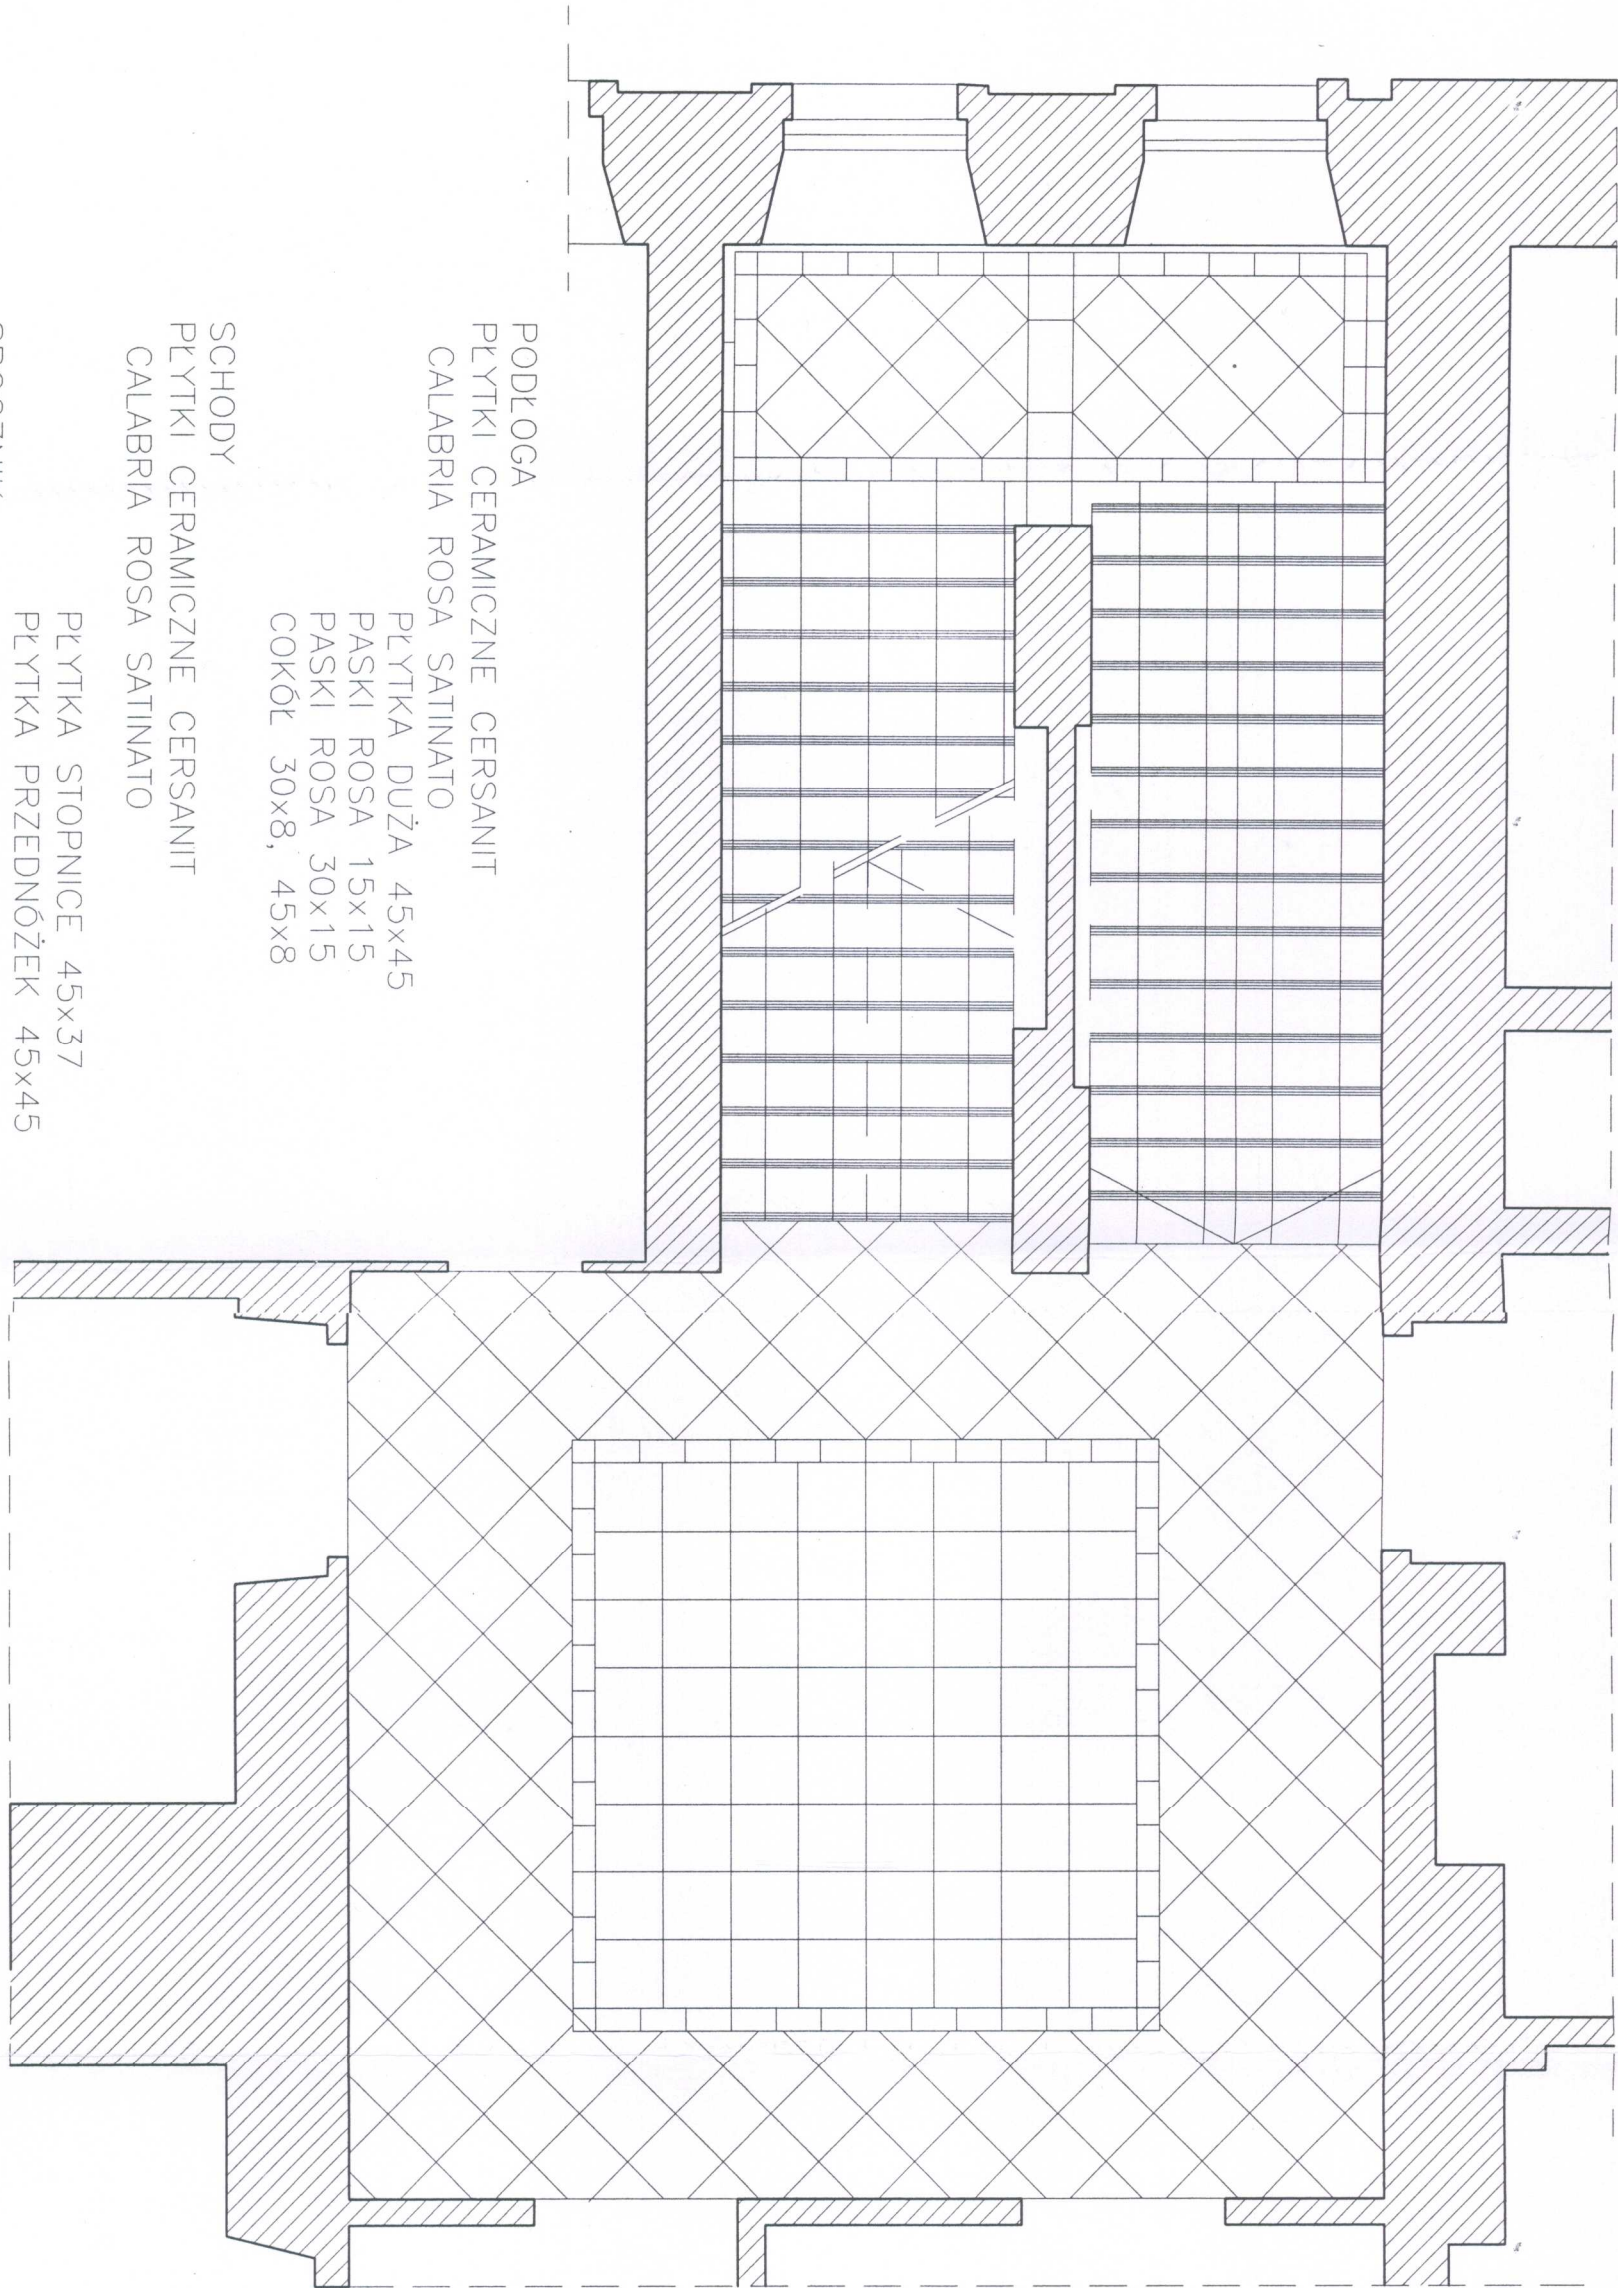 PODŁOGA
PŁYTKI CERAMICZNE CERSANIT
CALABRIA ROSA SATINATO
PŁYTKA DUŻA 45x45
PASKI ROSA 15x15
PASKI ROSA 30x15
COKÓŁ 30x8, 45x8
SCHODY
PŁYTKI CERAMICZNE CERSANIT
CALABRIA ROSA SATINATO
PŁYTKA STOPNICE 45x37
PŁYTKA PRZEDNÓŻEK 45x45